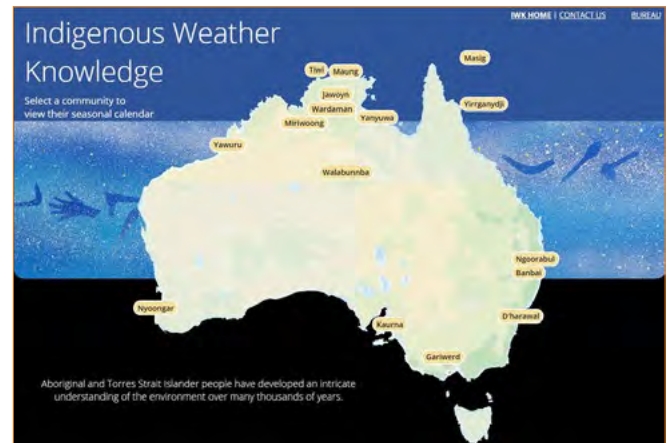 IWK HOME | CONTACT US BUREAU
Indigenous Weather
Knowledge
Select a community to
view their seasonal calendar
Masig
Tiwi
Maung
Jawoyn
Yirrganydji
Wardaman
Yanyuwa
Miriwoong
Yawuru
Walabunnba
Ngoorabul
Banbai
Nyoongar
D'harawal
Kaurna
Gariwerd
Aboriginal and Torres Strait Islander people have developed an intricate
understanding of the environment over many thousands of years.